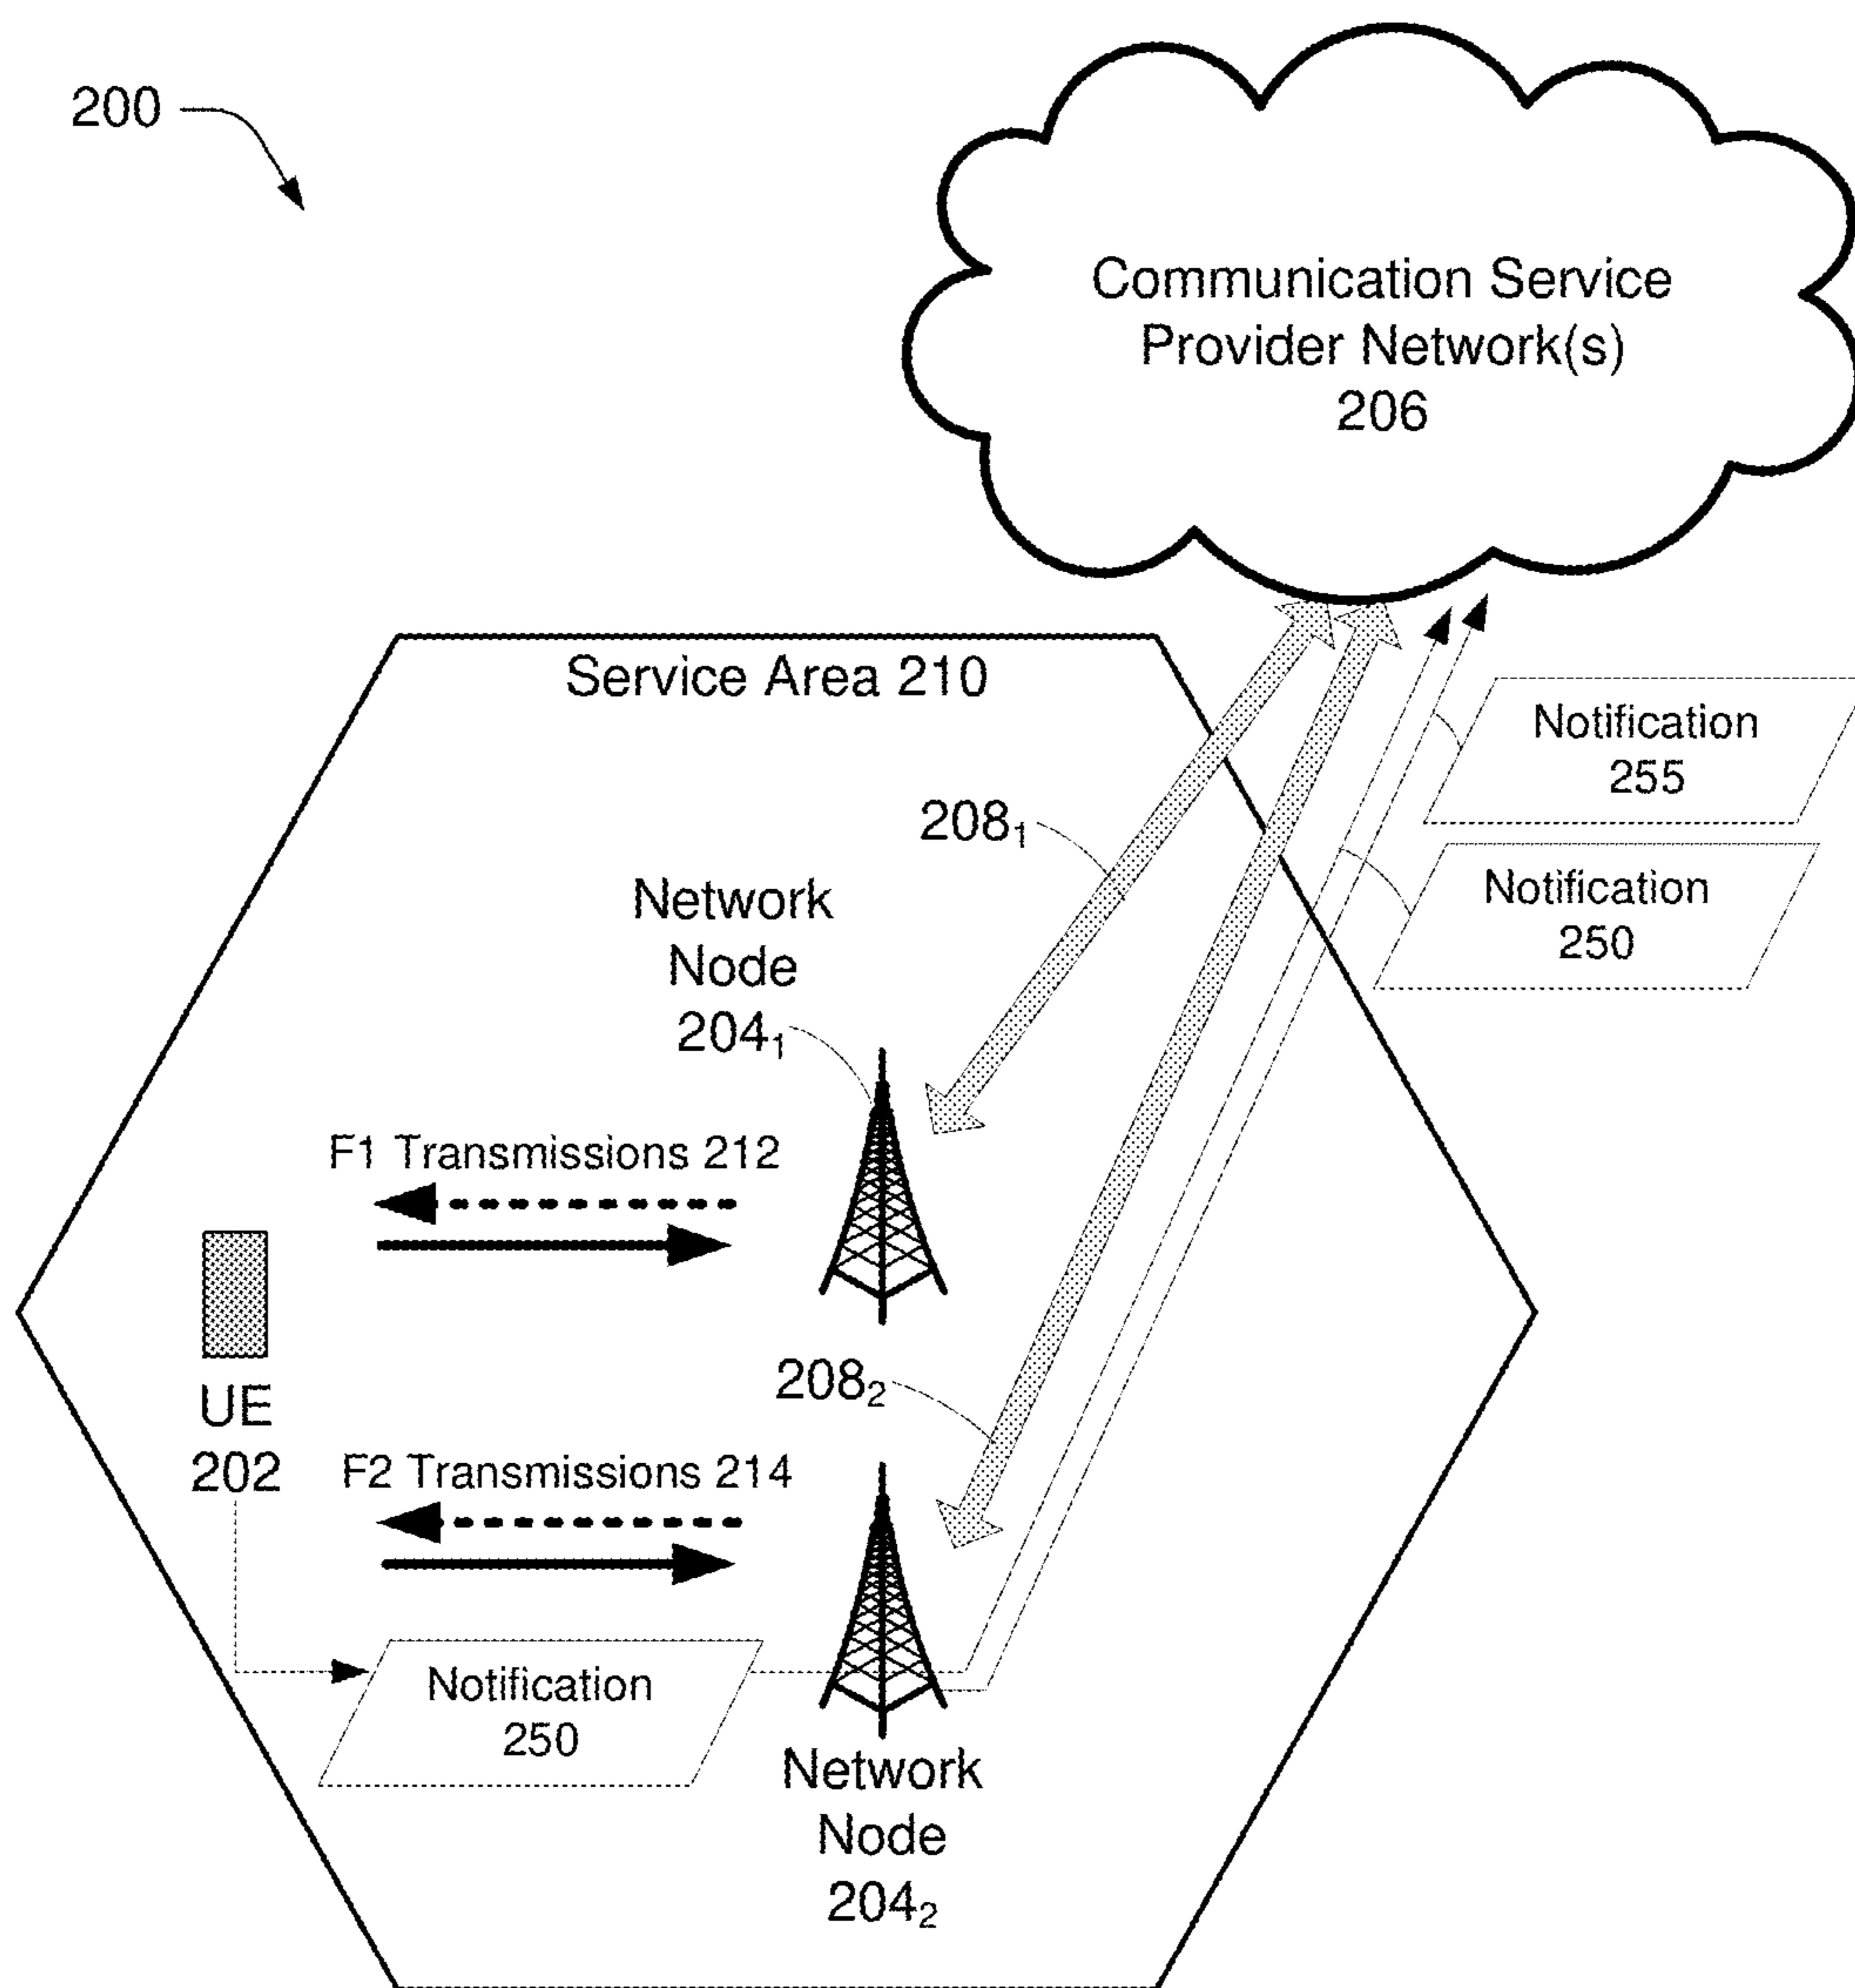 200
Communication Service
Provider Network(s)
206
Service Area 210
Notification
255
208₁
Notification
250
Network
Node
204₁
F1 Transmissions 212
208₂
UE
202
F2 Transmissions 214
Notification
250
Network
Node
204₂